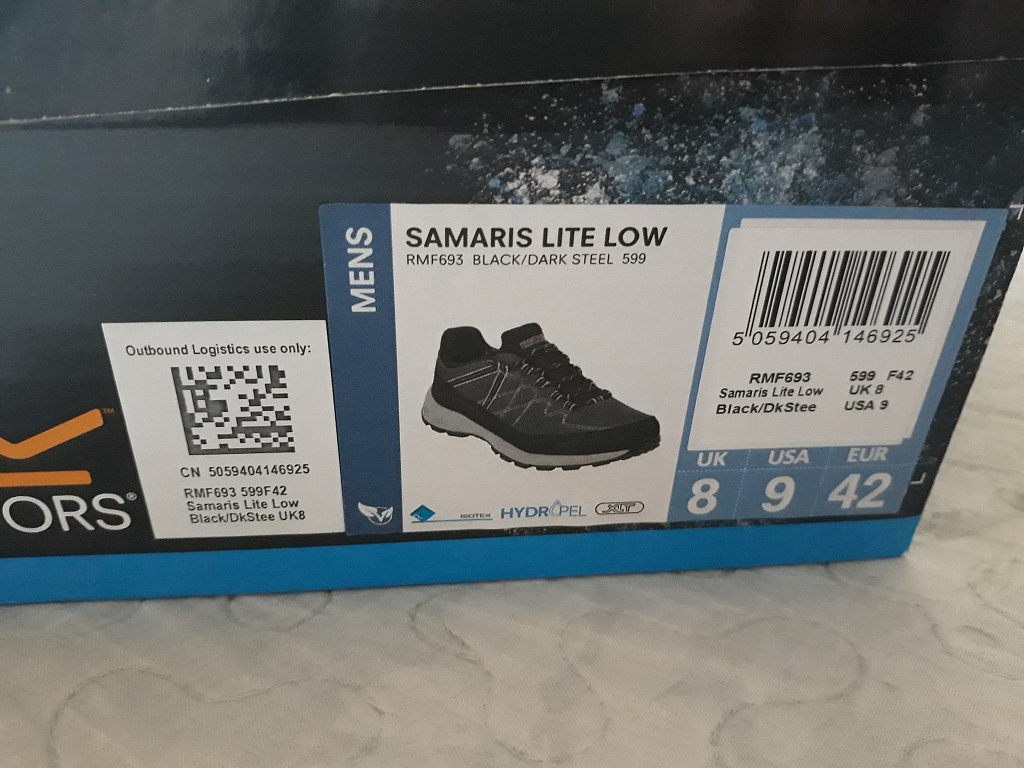 ™
ORS®
Outbound Logistics use only:
CN 5059404146925
RMF693 599F42
Samaris Lite Low
Black/DkStee UK8
MENS
SAMARIS LITE LOW
RMF693 BLACK/DARK STEEL 599
ISOTEX
HYDROPEL
XLT
5 059404 146925
RMF693 599 F42
Samaris Lite Low UK 8
Black/DkStee USA 9
UK USA EUR
8 9 42